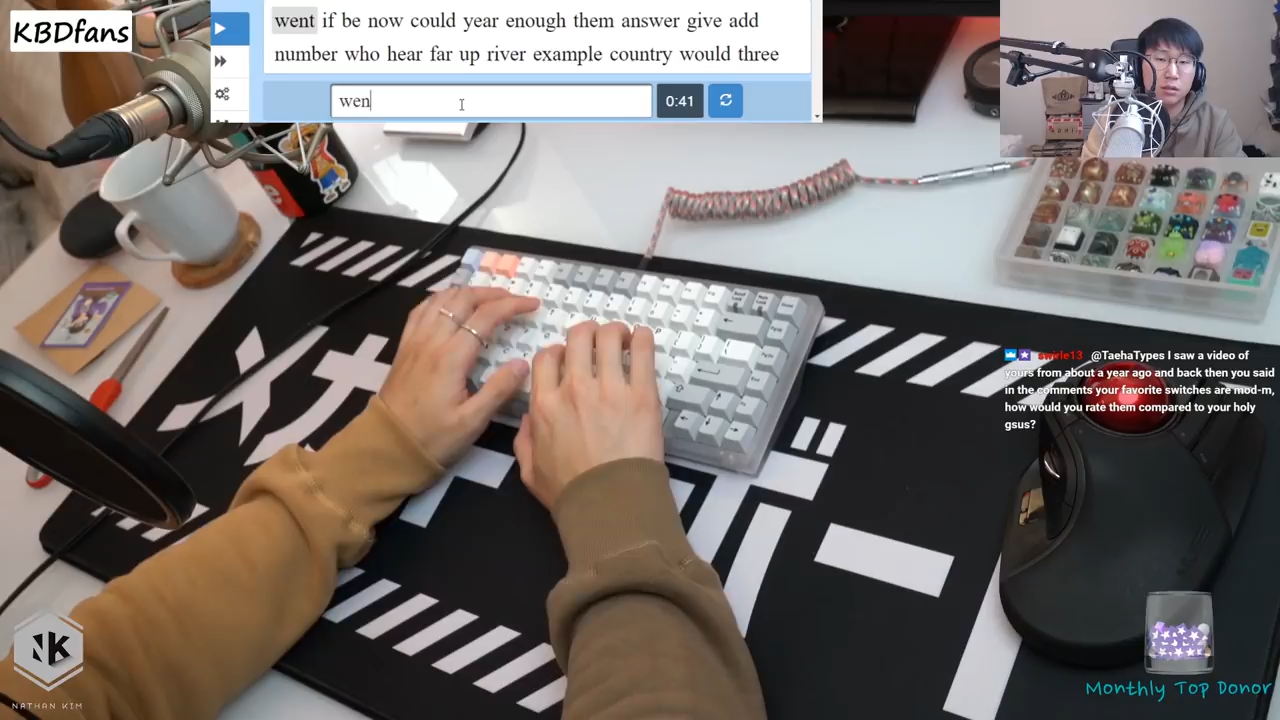 KBDfans
went if be now could year enough them answer give add
number who hear far up river example country would three
wen
0:41
swirle13 @TaehaTypes I saw a video of
yours from about a year ago and back then you said
in the comments your favorite switches are mod-m,
how would you rate them compared to your holy
gsus?
NK
NATHAN KIM
Monthly Top Donor